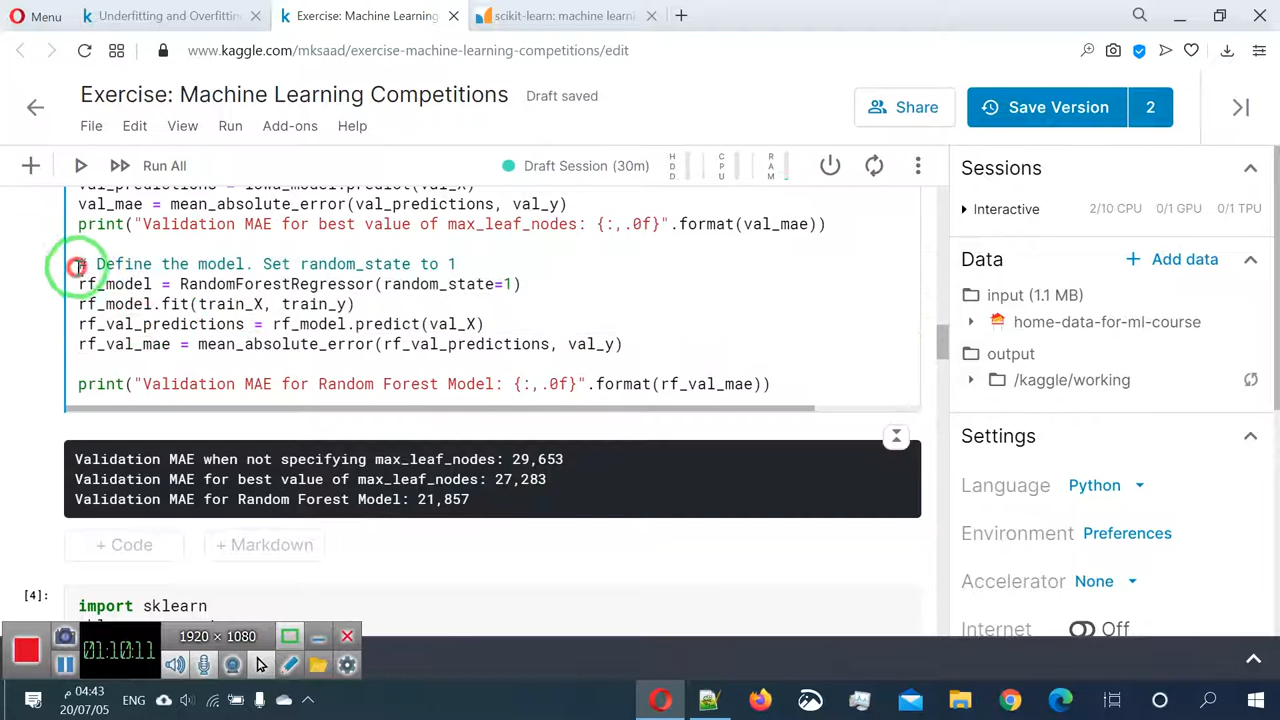 Menu
Underfitting and Overfittin
Exercise: Machine Learning
scikit-learn: machine learni
www.kaggle.com/mksaad/exercise-machine-learning-competitions/edit
Exercise: Machine Learning Competitions
Draft saved
Share
Save Version
2
File Edit View Run Add-ons Help
Run All
Draft Session (30m)
HDD
CPU
RAM
val_predictions = iowa_model.predict(val_X)
val_mae = mean_absolute_error(val_predictions, val_y)
print("Validation MAE for best value of max_leaf_nodes: {:,.0f}".format(val_mae))
# Define the model. Set random_state to 1
rf_model = RandomForestRegressor(random_state=1)
rf_model.fit(train_X, train_y)
rf_val_predictions = rf_model.predict(val_X)
rf_val_mae = mean_absolute_error(rf_val_predictions, val_y)
print("Validation MAE for Random Forest Model: {:,.0f}".format(rf_val_mae))
Validation MAE when not specifying max_leaf_nodes: 29,653
Validation MAE for best value of max_leaf_nodes: 27,283
Validation MAE for Random Forest Model: 21,857
+ Code
+ Markdown
[4]:
import sklearn
Sessions
Interactive
2/10 CPU 0/1 GPU 0/1 TPU
Data
+ Add data
input (1.1 MB)
home-data-for-ml-course
output
/kaggle/working
Settings
Language Python
Environment Preferences
Accelerator None
Internet Off
01:10:11
1920 × 1080
ENG
04:43 م
20/07/05